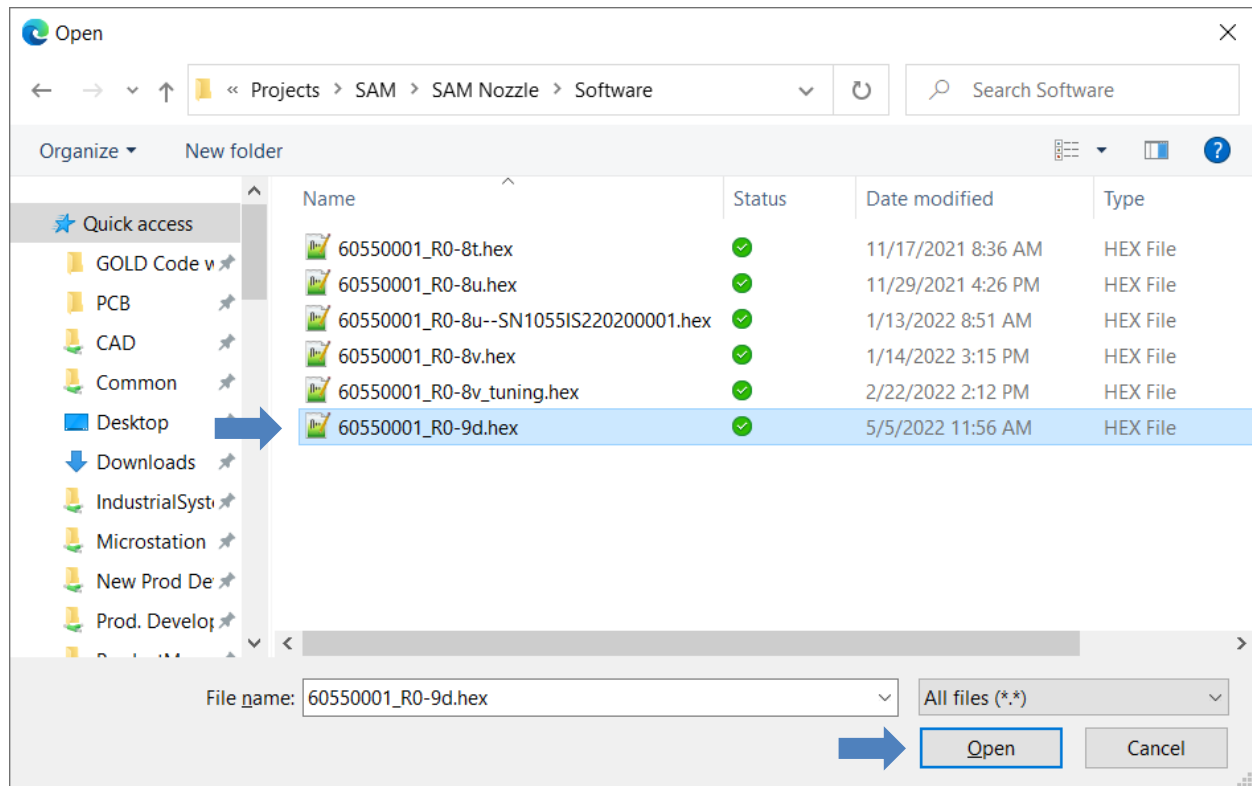 Open
« Projects > SAM > SAM Nozzle > Software
Search Software
Organize
New folder
Name Status Date modified Type
Quick access
GOLD Code v
PCB
CAD
Common
Desktop
Downloads
IndustrialSyst
Microstation
New Prod De
Prod. Develop
60550001_R0-8t.hex 11/17/2021 8:36 AM HEX File
60550001_R0-8u.hex 11/29/2021 4:26 PM HEX File
60550001_R0-8u--SN1055IS220200001.hex 1/13/2022 8:51 AM HEX File
60550001_R0-8v.hex 1/14/2022 3:15 PM HEX File
60550001_R0-8v_tuning.hex 2/22/2022 2:12 PM HEX File
60550001_R0-9d.hex 5/5/2022 11:56 AM HEX File
File name: 60550001_R0-9d.hex
All files (*.*)
Open
Cancel